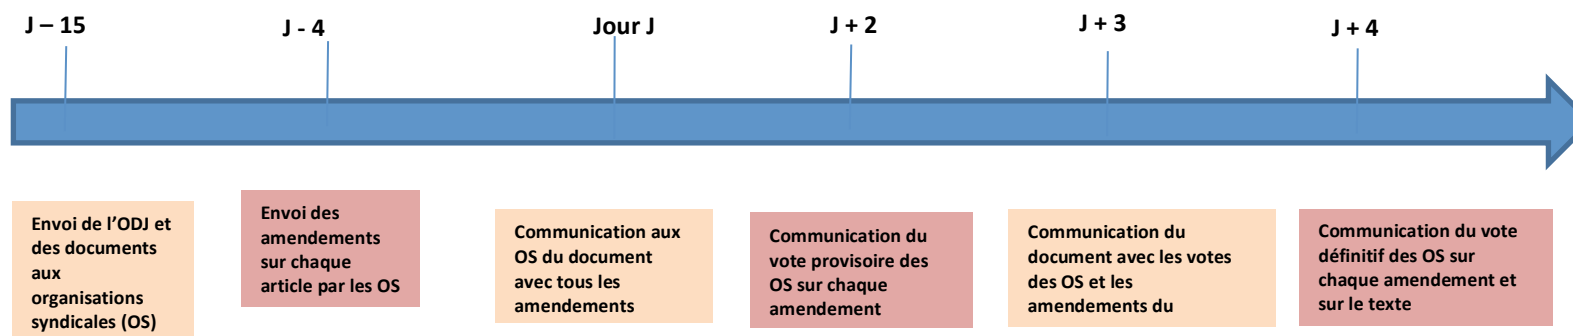 J – 15
J - 4
Jour J
J + 2
J + 3
J + 4
Envoi de l’ODJ et
des documents
aux
organisations
syndicales (OS)
Envoi des
amendements
sur chaque
article par les OS
Communication aux
OS du document
avec tous les
amendements
Communication du
vote provisoire des
OS sur chaque
amendement
Communication du
document avec les votes
des OS et les
amendements du
Communication du vote
définitif des OS sur
chaque amendement et
sur le texte